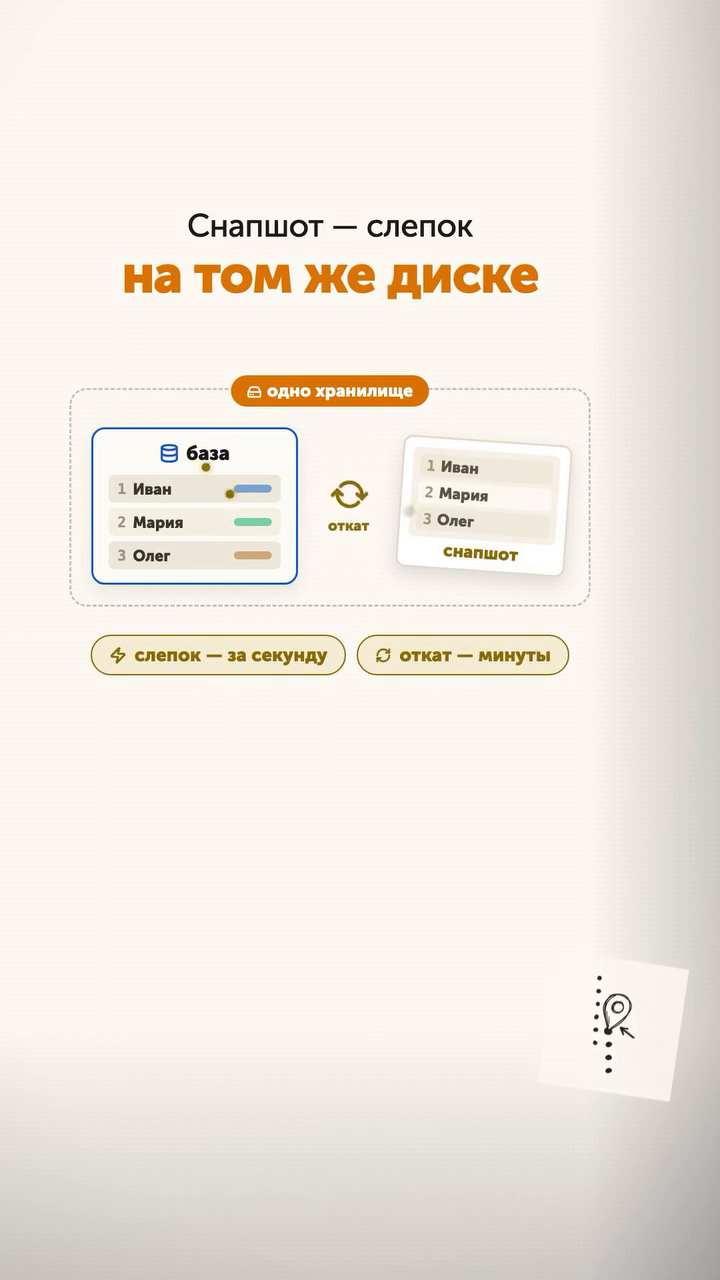 Снапшот — слепок
на том же диске
одно хранилище
база
1 Иван
2 Мария
3 Олег
откат
1 Иван
2 Мария
3 Олег
снапшот
слепок — за секунду
откат — минуты